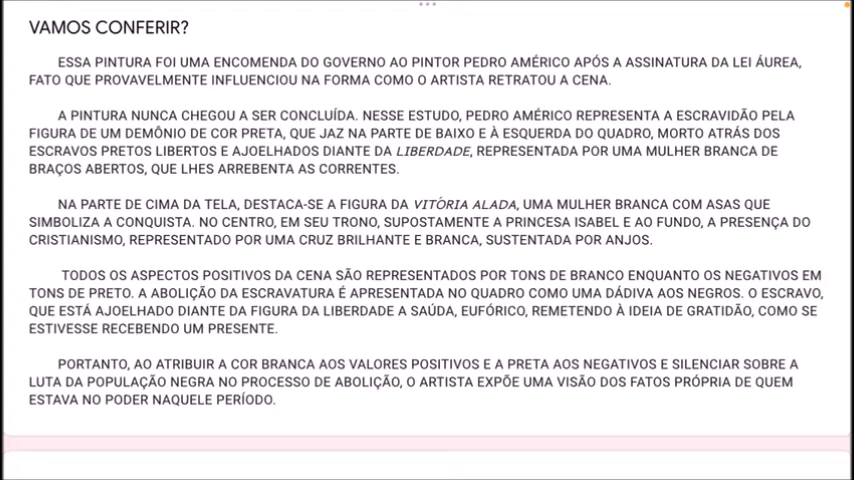 VAMOS CONFERIR?
ESSA PINTURA FOI UMA ENCOMENDA DO GOVERNO AO PINTOR PEDRO AMÉRICO APÓS A ASSINATURA DA LEI ÁUREA,
FATO QUE PROVAVELMENTE INFLUENCIOU NA FORMA COMO O ARTISTA RETRATOU A CENA.
A PINTURA NUNCA CHEGOU A SER CONCLUÍDA. NESSE ESTUDO, PEDRO AMÉRICO REPRESENTA A ESCRAVIDÃO PELA
FIGURA DE UM DEMÔNIO DE COR PRETA, QUE JAZ NA PARTE DE BAIXO E À ESQUERDA DO QUADRO, MORTO ATRÁS DOS
ESCRAVOS PRETOS LIBERTOS E AJOELHADOS DIANTE DA LIBERDADE, REPRESENTADA POR UMA MULHER BRANCA DE
BRAÇOS ABERTOS, QUE LHES ARREBENTA AS CORRENTES.
NA PARTE DE CIMA DA TELA, DESTACA-SE A FIGURA DA VITÓRIA ALADA, UMA MULHER BRANCA COM ASAS QUE
SIMBOLIZA A CONQUISTA. NO CENTRO, EM SEU TRONO, SUPOSTAMENTE A PRINCESA ISABEL E AO FUNDO, A PRESENÇA DO
CRISTIANISMO, REPRESENTADO POR UMA CRUZ BRILHANTE E BRANCA, SUSTENTADA POR ANJOS.
TODOS OS ASPECTOS POSITIVOS DA CENA SÃO REPRESENTADOS POR TONS DE BRANCO ENQUANTO OS NEGATIVOS EM
TONS DE PRETO. A ABOLIÇÃO DA ESCRAVATURA É APRESENTADA NO QUADRO COMO UMA DÁDIVA AOS NEGROS. O ESCRAVO,
QUE ESTÁ AJOELHADO DIANTE DA FIGURA DA LIBERDADE A SAÚDA, EUFÓRICO, REMETENDO À IDEIA DE GRATIDÃO, COMO SE
ESTIVESSE RECEBENDO UM PRESENTE.
PORTANTO, AO ATRIBUIR A COR BRANCA AOS VALORES POSITIVOS E A PRETA AOS NEGATIVOS E SILENCIAR SOBRE A
LUTA DA POPULAÇÃO NEGRA NO PROCESSO DE ABOLIÇÃO, O ARTISTA EXPÕE UMA VISÃO DOS FATOS PRÓPRIA DE QUEM
ESTAVA NO PODER NAQUELE PERÍODO.